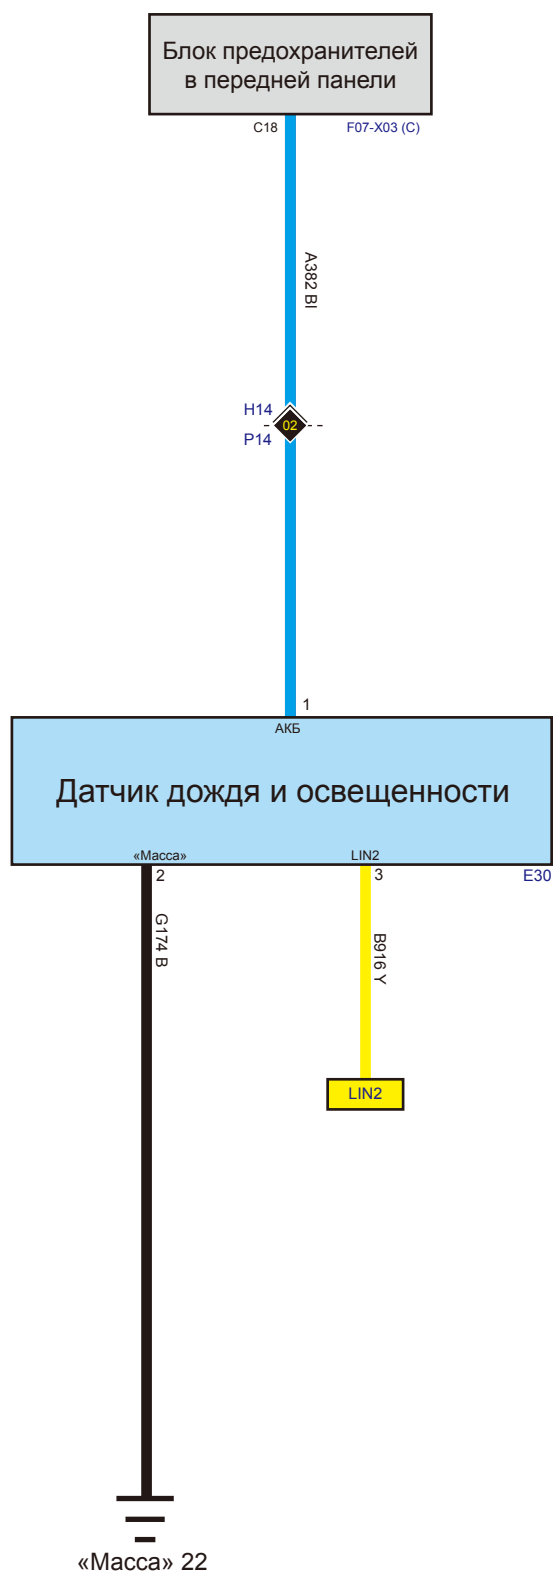 Блок предохранителей
в передней панели
C18
F07-X03 (C)
A382 Bl
H14
02
P14
1
АКБ
Датчик дождя и освещенности
«Масса»
LIN2
2
3
E30
G174 B
B916 Y
LIN2
«Масса» 22